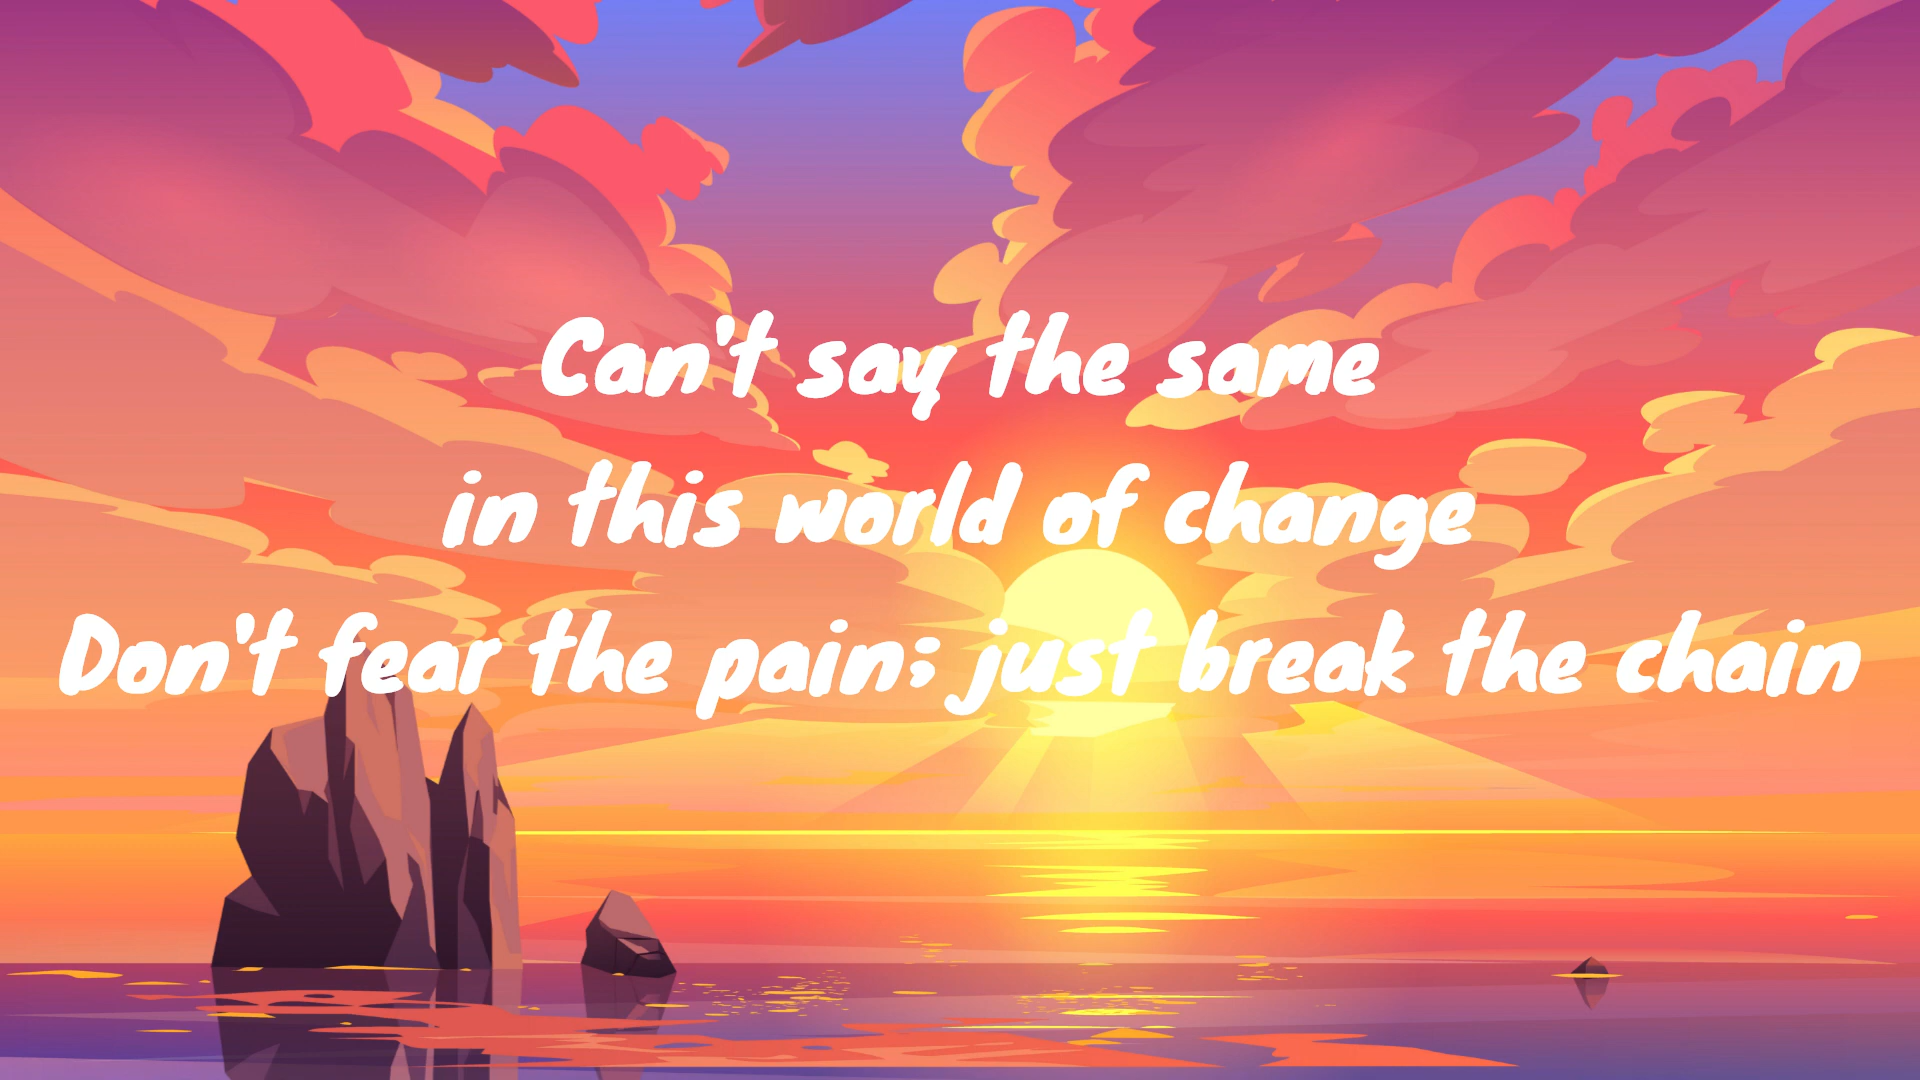 Can't say the same
in this world of change
Don't fear the pain; just break the chain